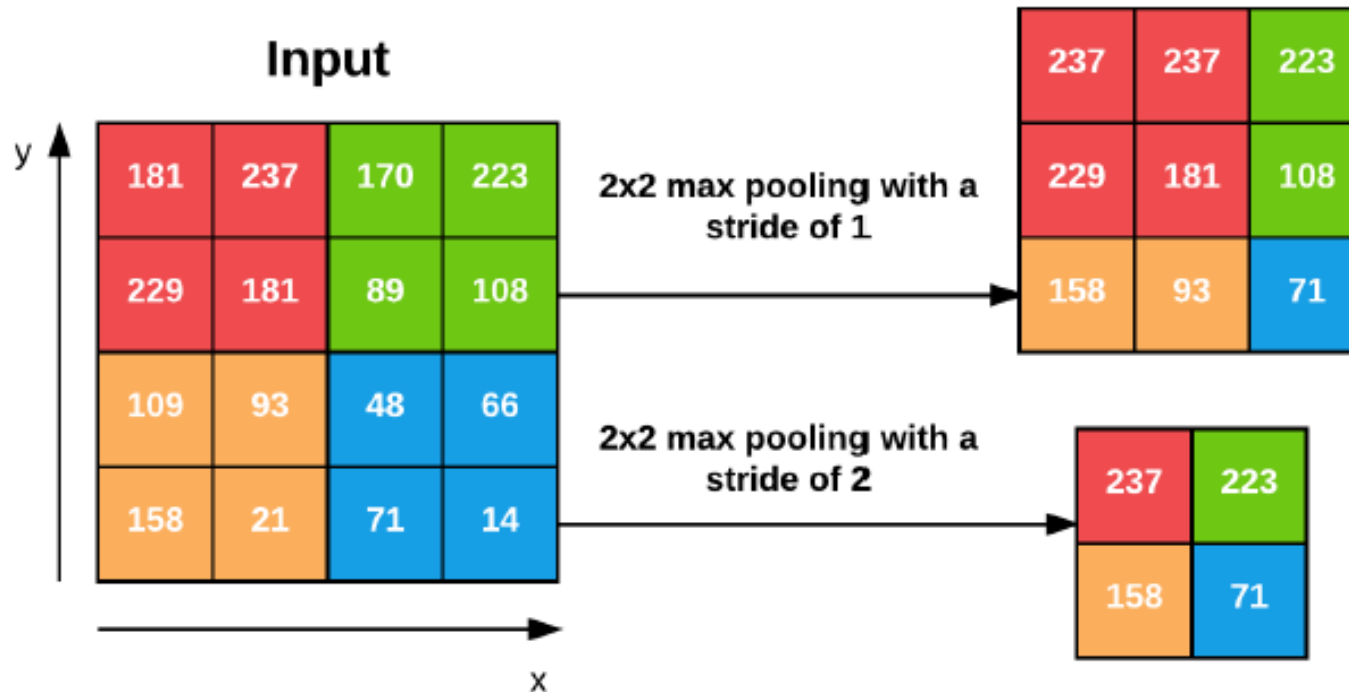 Input
y
181 237 170 223
229 181 89 108
109 93 48 66
158 21 71 14
x
2x2 max pooling with a
stride of 1
237 237 223
229 181 108
158 93 71
2x2 max pooling with a
stride of 2
237 223
158 71